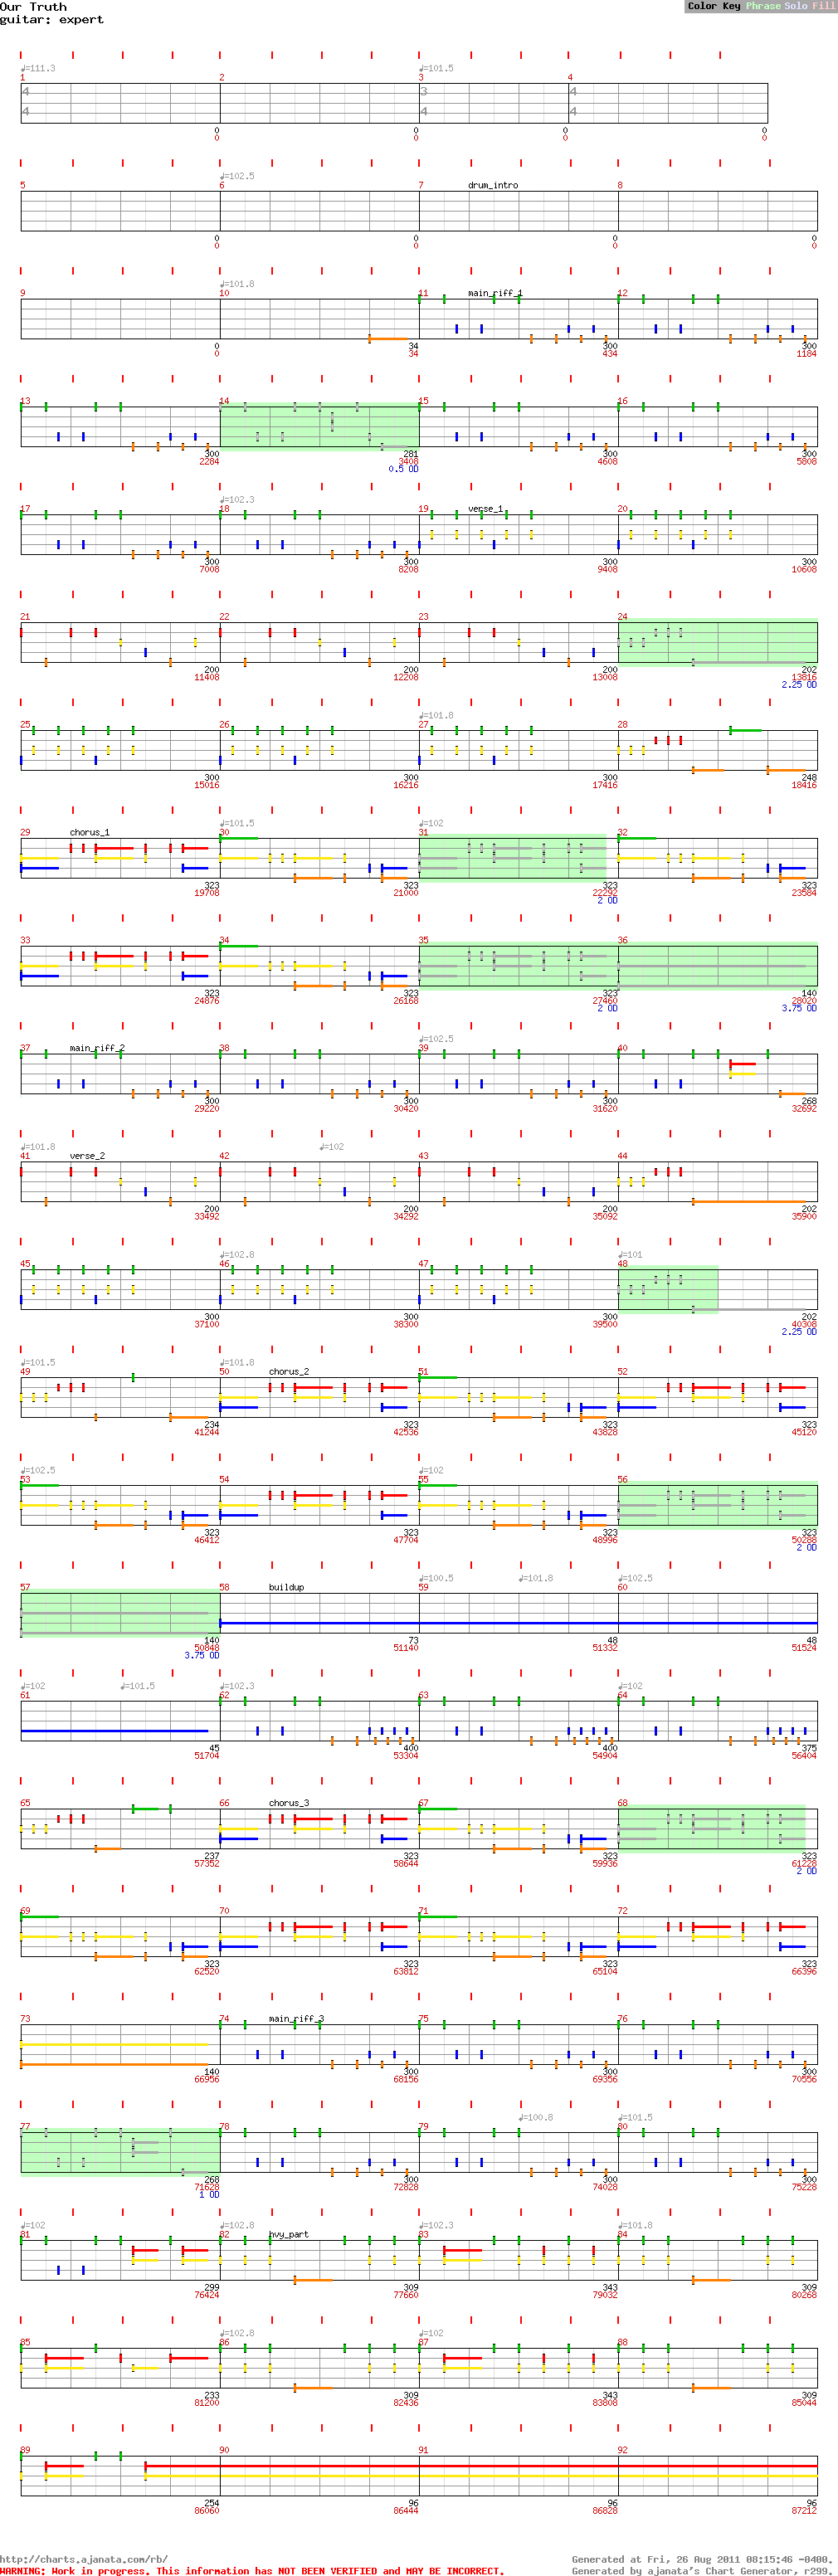 Our Truth
guitar: expert
Color Key Phrase Solo Fill
♩=111.3 ♩=101.5
1 2 3 4
4 3 4
4 4 4
0 0 0 0
0 0 0 0
♩=102.5
5 6 7 drum_intro 8
0 0 0 0
0 0 0 0
♩=101.8
9 10 11 main_riff_1 12
0 34 300 300
0 34 434 1184
13 14 15 16
300 281 300 300
2284 3408 4608 5808
0.5 OD
♩=102.3
17 18 19 verse_1 20
300 300 300 300
7008 8208 9408 10608
21 22 23 24
200 200 200 202
11408 12208 13008 13816
2.25 OD
♩=101.8
25 26 27 28
300 300 300 248
15016 16216 17416 18416
♩=101.5 ♩=102
29 chorus_1 30 31 32
323 323 323 323
19708 21000 22292 23584
2 OD
33 34 35 36
323 323 323 140
24876 26168 27460 28020
2 OD 3.75 OD
♩=102.5
37 main_riff_2 38 39 40
300 300 300 268
29220 30420 31620 32692
♩=101.8 ♩=102
41 verse_2 42 43 44
200 200 200 202
33492 34292 35092 35900
♩=102.8 ♩=101
45 46 47 48
300 300 300 202
37100 38300 39500 40308
2.25 OD
♩=101.5 ♩=101.8
49 50 chorus_2 51 52
234 323 323 323
41244 42536 43828 45120
♩=102.5 ♩=102
53 54 55 56
323 323 323 323
46412 47704 48996 50288
2 OD
♩=100.5 ♩=101.8 ♩=102.5
57 58 buildup 59 60
140 73 48 48
50848 51140 51332 51524
3.75 OD
♩=102 ♩=101.5 ♩=102.3 ♩=102
61 62 63 64
45 400 400 375
51704 53304 54904 56404
65 66 chorus_3 67 68
237 323 323 323
57352 58644 59936 61228
2 OD
69 70 71 72
323 323 323 323
62520 63812 65104 66396
73 74 main_riff_3 75 76
140 300 300 300
66956 68156 69356 70556
♩=100.8 ♩=101.5
77 78 79 80
268 300 300 300
71628 72828 74028 75228
1 OD
♩=102 ♩=102.8 ♩=102.3 ♩=101.8
81 82 hvy_part 83 84
299 309 343 309
76424 77660 79032 80268
♩=102.8 ♩=102
85 86 87 88
233 309 343 309
81200 82436 83808 85044
89 90 91 92
254 96 96 96
86060 86444 86828 87212
http://charts.ajanata.com/rb/ Generated at Fri, 26 Aug 2011 08:15:46 -0400.
WARNING: Work in progress. This information has NOT BEEN VERIFIED and MAY BE INCORRECT. Generated by ajanata's Chart Generator, r299.